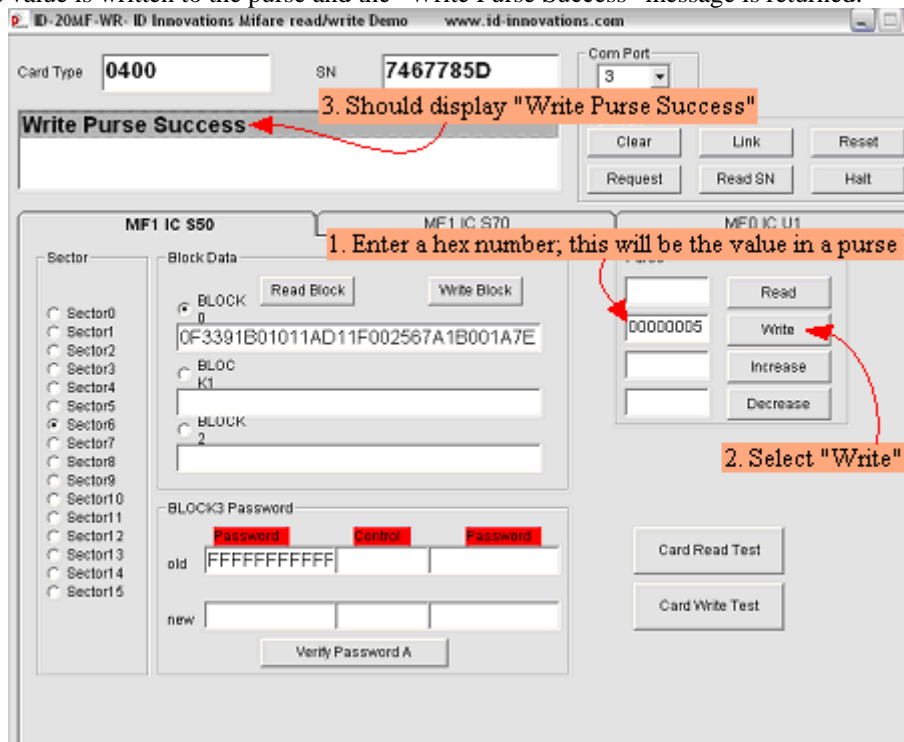 value is written to the purse and the "Write Purse Success" message is returned.
ID-20MF-WR- ID Innovations Mifare read/write Demo www.id-innovations.com
Com Port
Card Type 0400 SN 7467785D 3
3. Should display "Write Purse Success"
Write Purse Success
Clear Link Reset
Request Read SN Halt
MF1 IC S50 MF1 IC S70 MF0 IC U1
1. Enter a hex number; this will be the value in a purse
Sector Block Data
Read Block Write Block Read
BLOCK
0
0F3391B01011AD11F002567A1B001A7E
00000005 Write
BLOC
K1
Increase
BLOCK
2
Decrease
2. Select "Write"
Sector0
Sector1
Sector2
Sector3
Sector4
Sector5
Sector6
Sector7
Sector8
Sector9
Sector10
Sector11
Sector12
Sector13
Sector14
Sector15
BLOCK3 Password
Password Control Password
old FFFFFFFFFFFF
new
Verify Password A
Card Read Test
Card Write Test